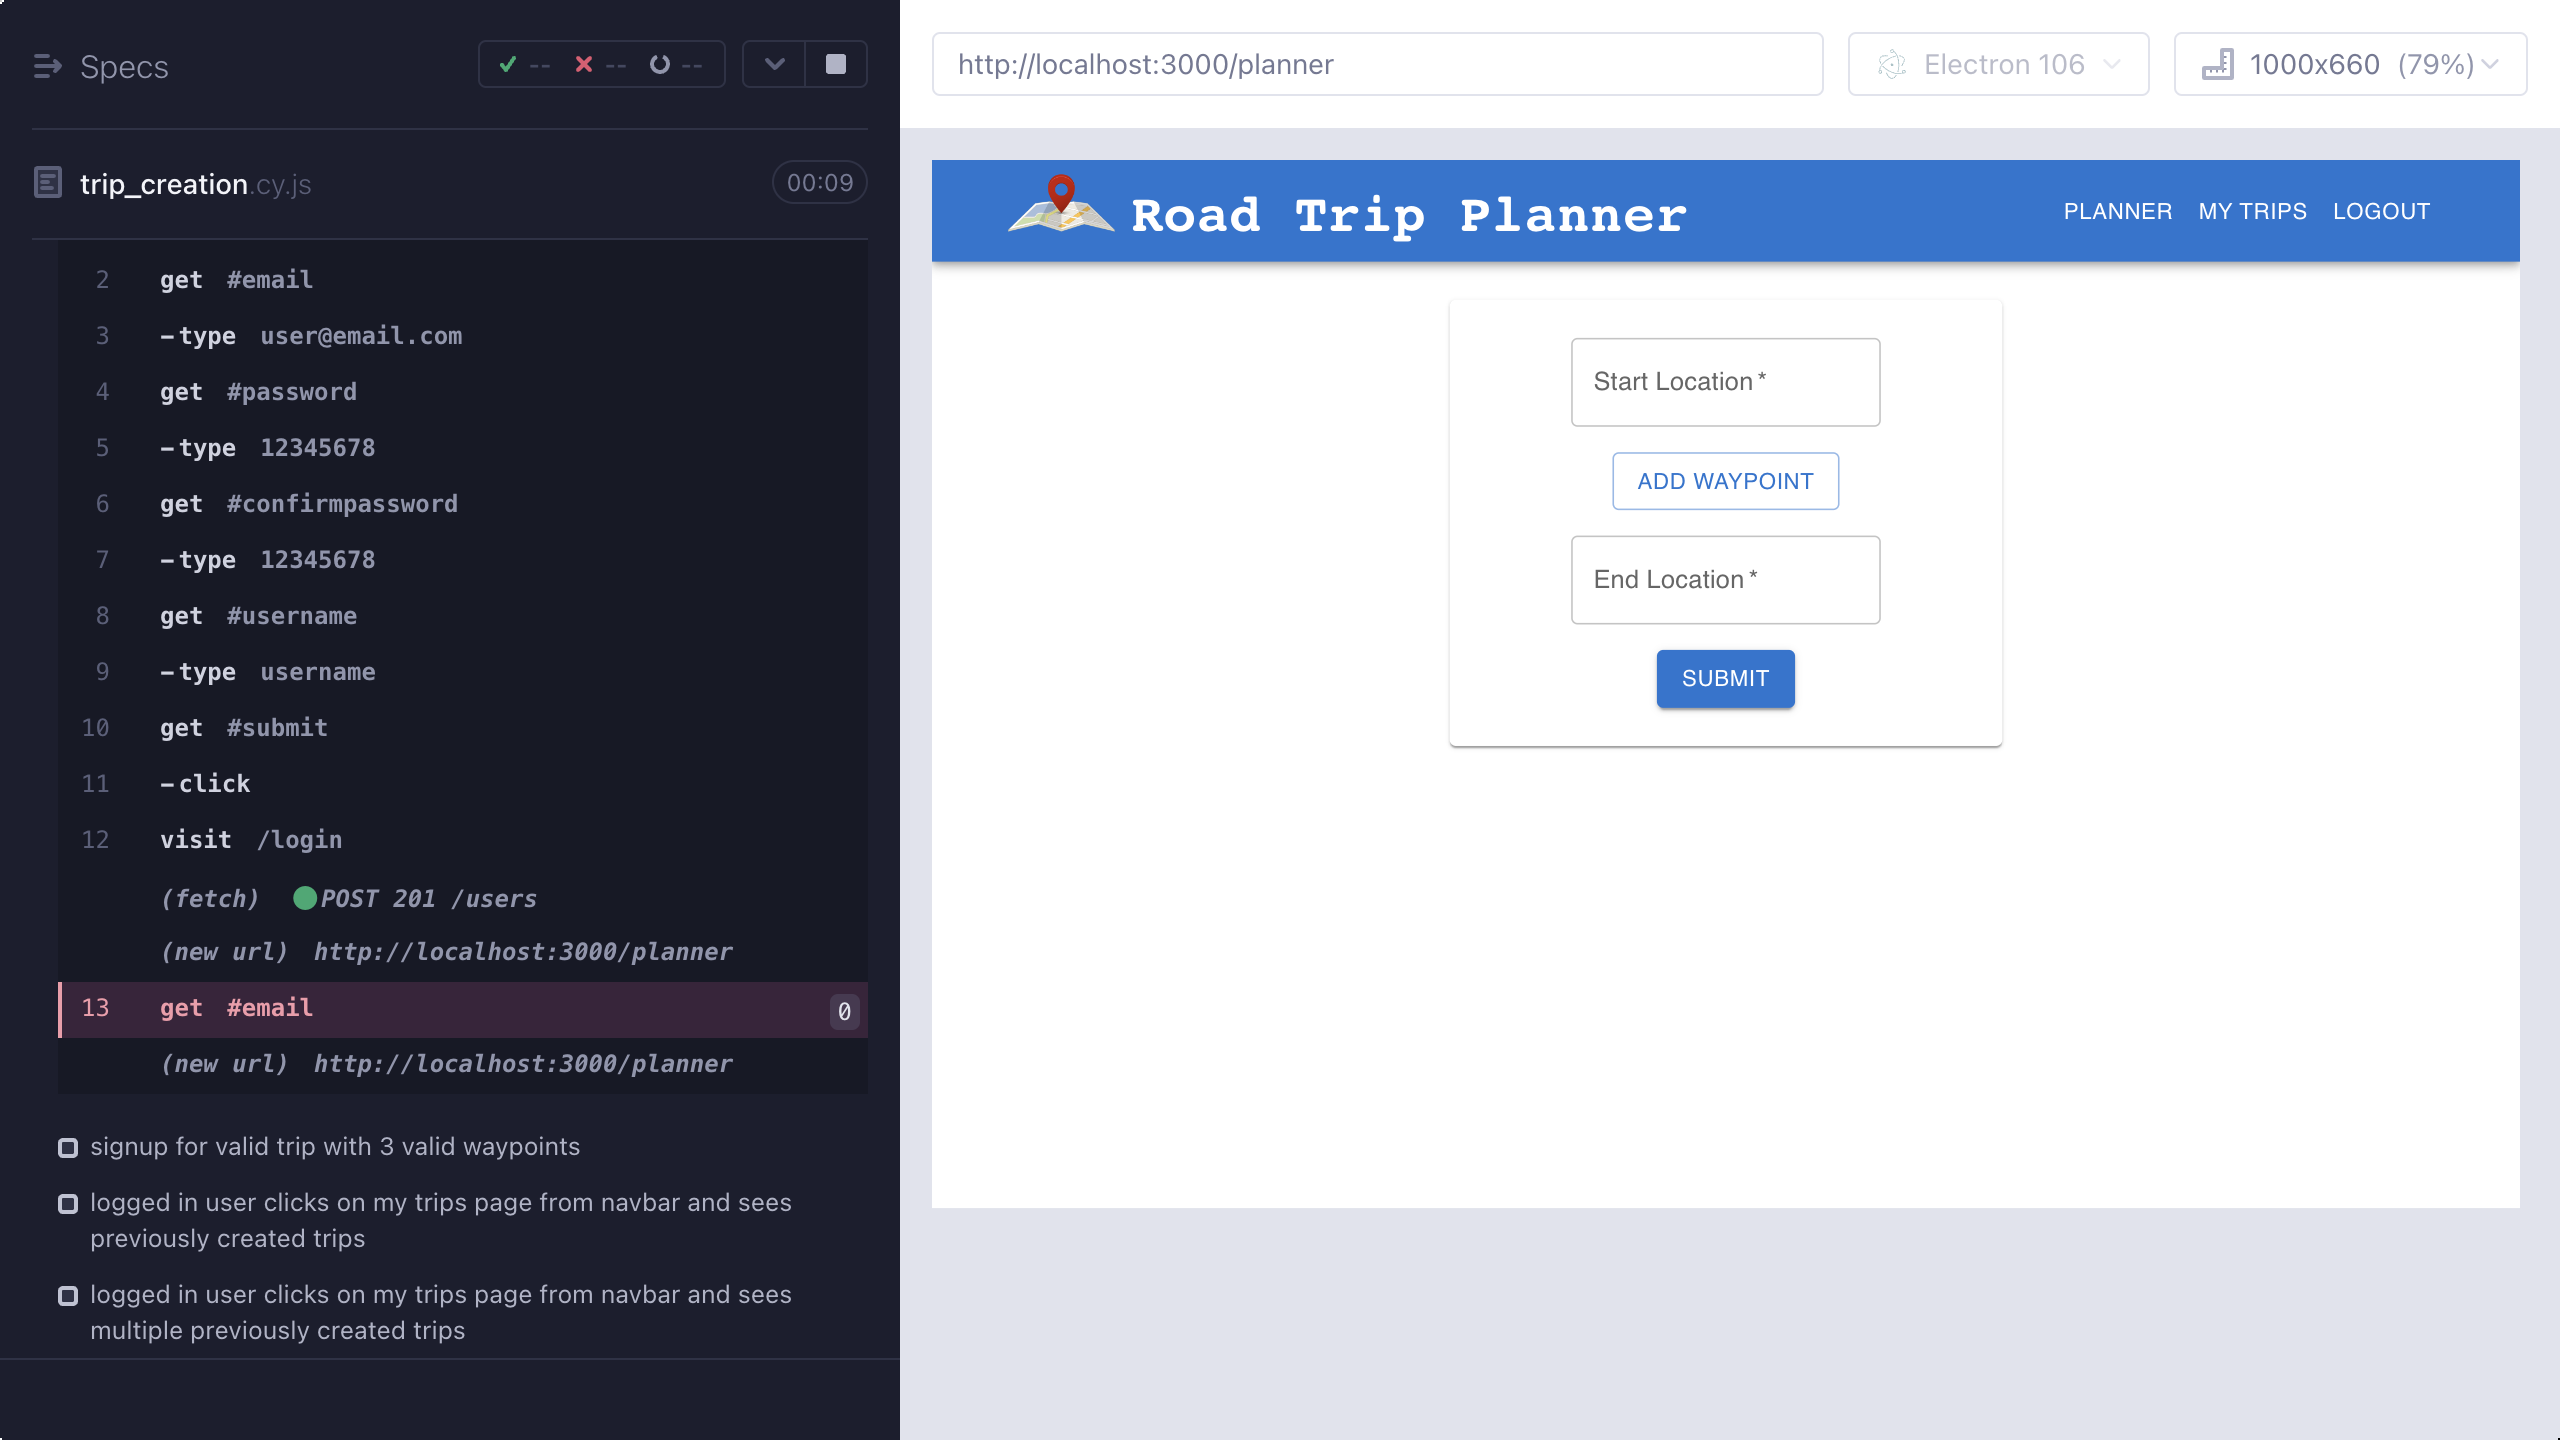 Specs
-- -- --
trip_creation.cy.js
00:09
2 get #email
3 -type user@email.com
4 get #password
5 -type 12345678
6 get #confirmpassword
7 -type 12345678
8 get #username
9 -type username
10 get #submit
11 -click
12 visit /login
(fetch) POST 201 /users
(new url) http://localhost:3000/planner
13 get #email 0
(new url) http://localhost:3000/planner
signup for valid trip with 3 valid waypoints
logged in user clicks on my trips page from navbar and sees
previously created trips
logged in user clicks on my trips page from navbar and sees
multiple previously created trips
http://localhost:3000/planner
Electron 106
1000x660 (79%)
Road Trip Planner
PLANNER MY TRIPS LOGOUT
Start Location *
ADD WAYPOINT
End Location *
SUBMIT